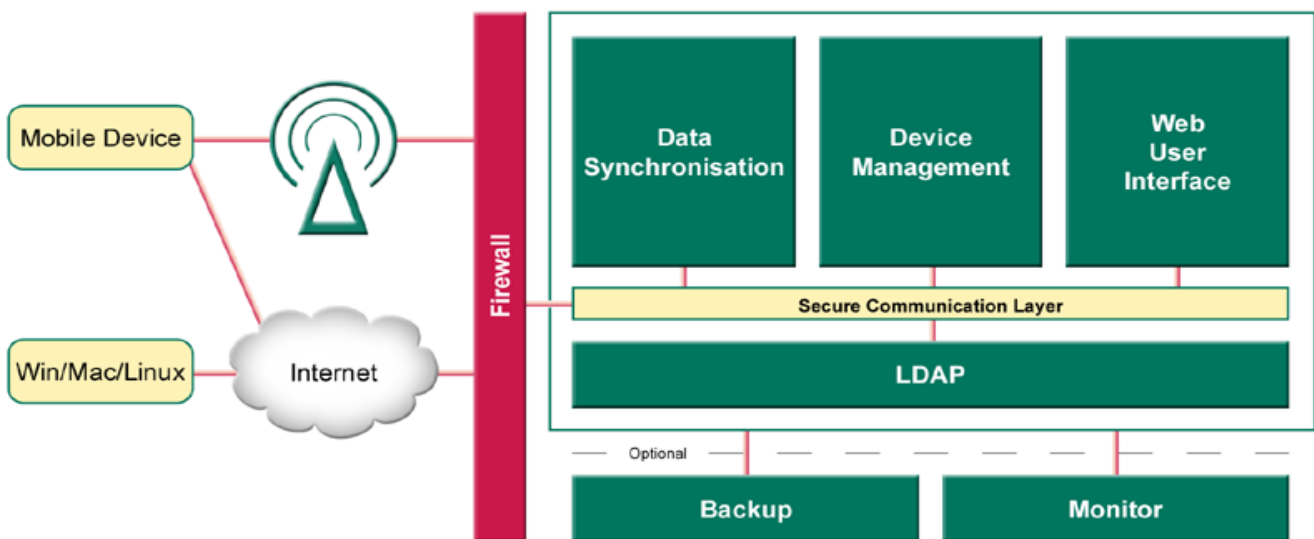 Mobile Device
Win/Mac/Linux
Internet
Firewall
Data
Synchronisation
Device
Management
Web
User
Interface
Secure Communication Layer
LDAP
Optional
Backup
Monitor